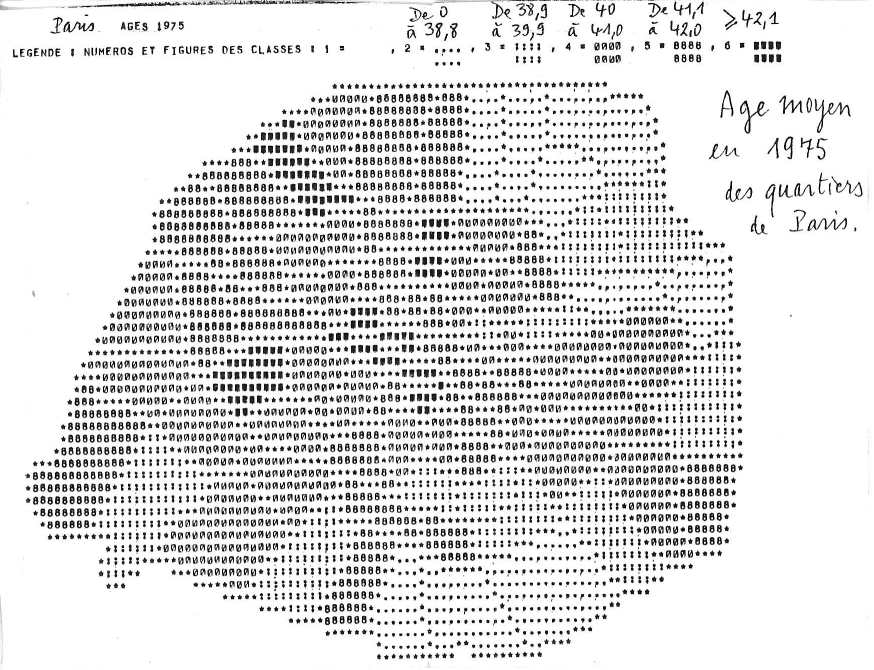 Paris AGES 1975
De 0 à 38,8
De 38,9 à 39,9
De 40 à 41,0
De 41,1 à 42,0
≥ 42,1
LEGENDE : NUMEROS ET FIGURES DES CLASSES : 1 = , 2 = ...., 3 = ::::, 4 = 0000, 5 = 8888, 6 = ▮▮▮▮
Age moyen
en 1975
des quartiers
de Paris.